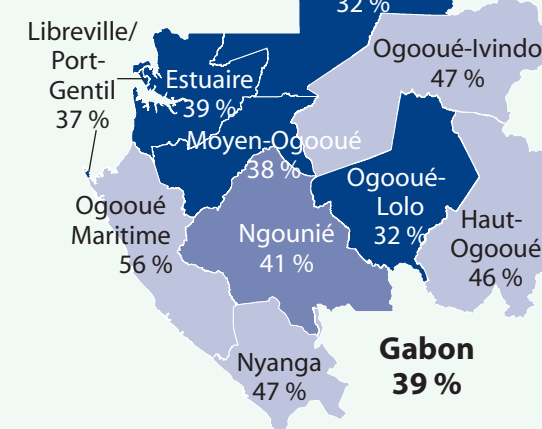 32 %
Libreville/
Port-
Gentil
37 %
Estuaire
39 %
Ogooué-Ivindo
47 %
Moyen-Ogooué
38 %
Ogooué-
Lolo
32 %
Ogooué
Maritime
56 %
Ngounié
41 %
Haut-
Ogooué
46 %
Nyanga
47 %
Gabon
39 %